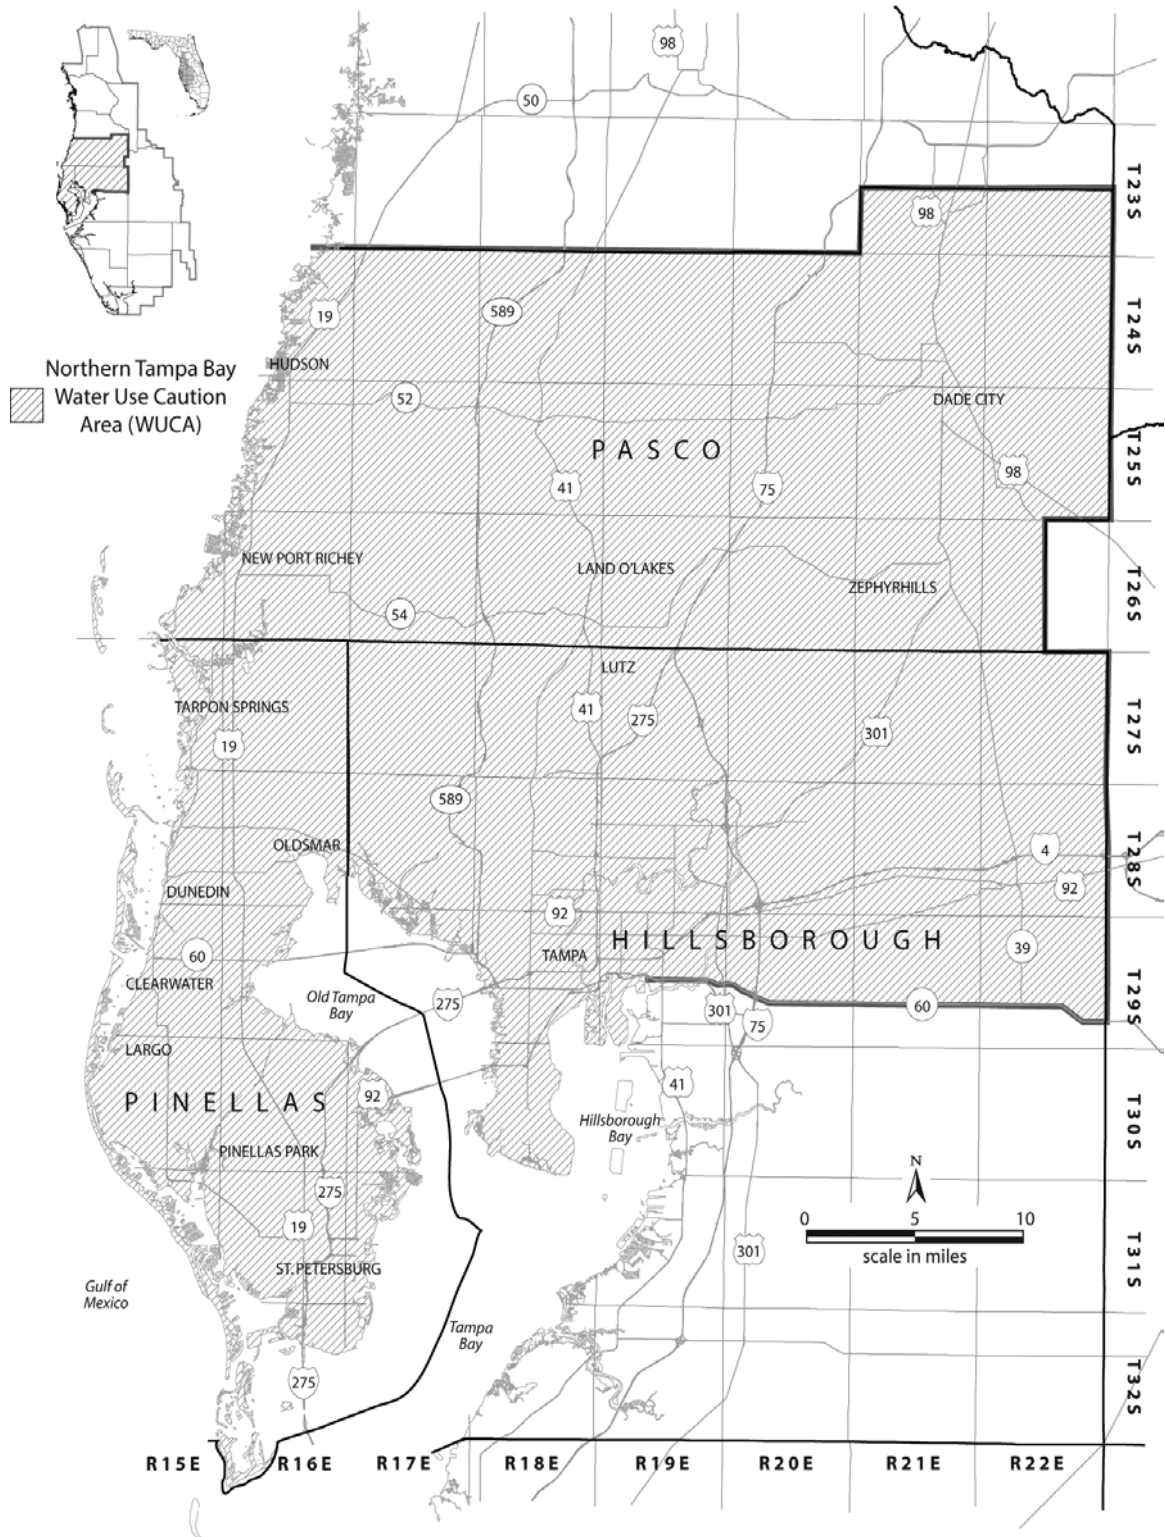 98
50
T23S
98
19
589
T24S
Northern Tampa Bay
Water Use Caution
Area (WUCA)
HUDSON
52
DADE CITY
PASCO
T25S
41
75
98
NEW PORT RICHEY
LAND O'LAKES
ZEPHYRHILLS
T26S
54
LUTZ
TARPON SPRINGS
41
275
301
T27S
19
589
OLDSMAR
4
T28S
DUNEDIN
92
92
HILLSBOROUGH
60
TAMPA
39
CLEARWATER
Old Tampa
Bay
275
301
60
T29S
75
LARGO
41
92
PINELLAS
Hillsborough
Bay
T30S
PINELLAS PARK
N
275
19
0 5 10
scale in miles
301
T31S
ST. PETERSBURG
Gulf of
Mexico
Tampa
Bay
275
T32S
R15E R16E R17E R18E R19E R20E R21E R22E